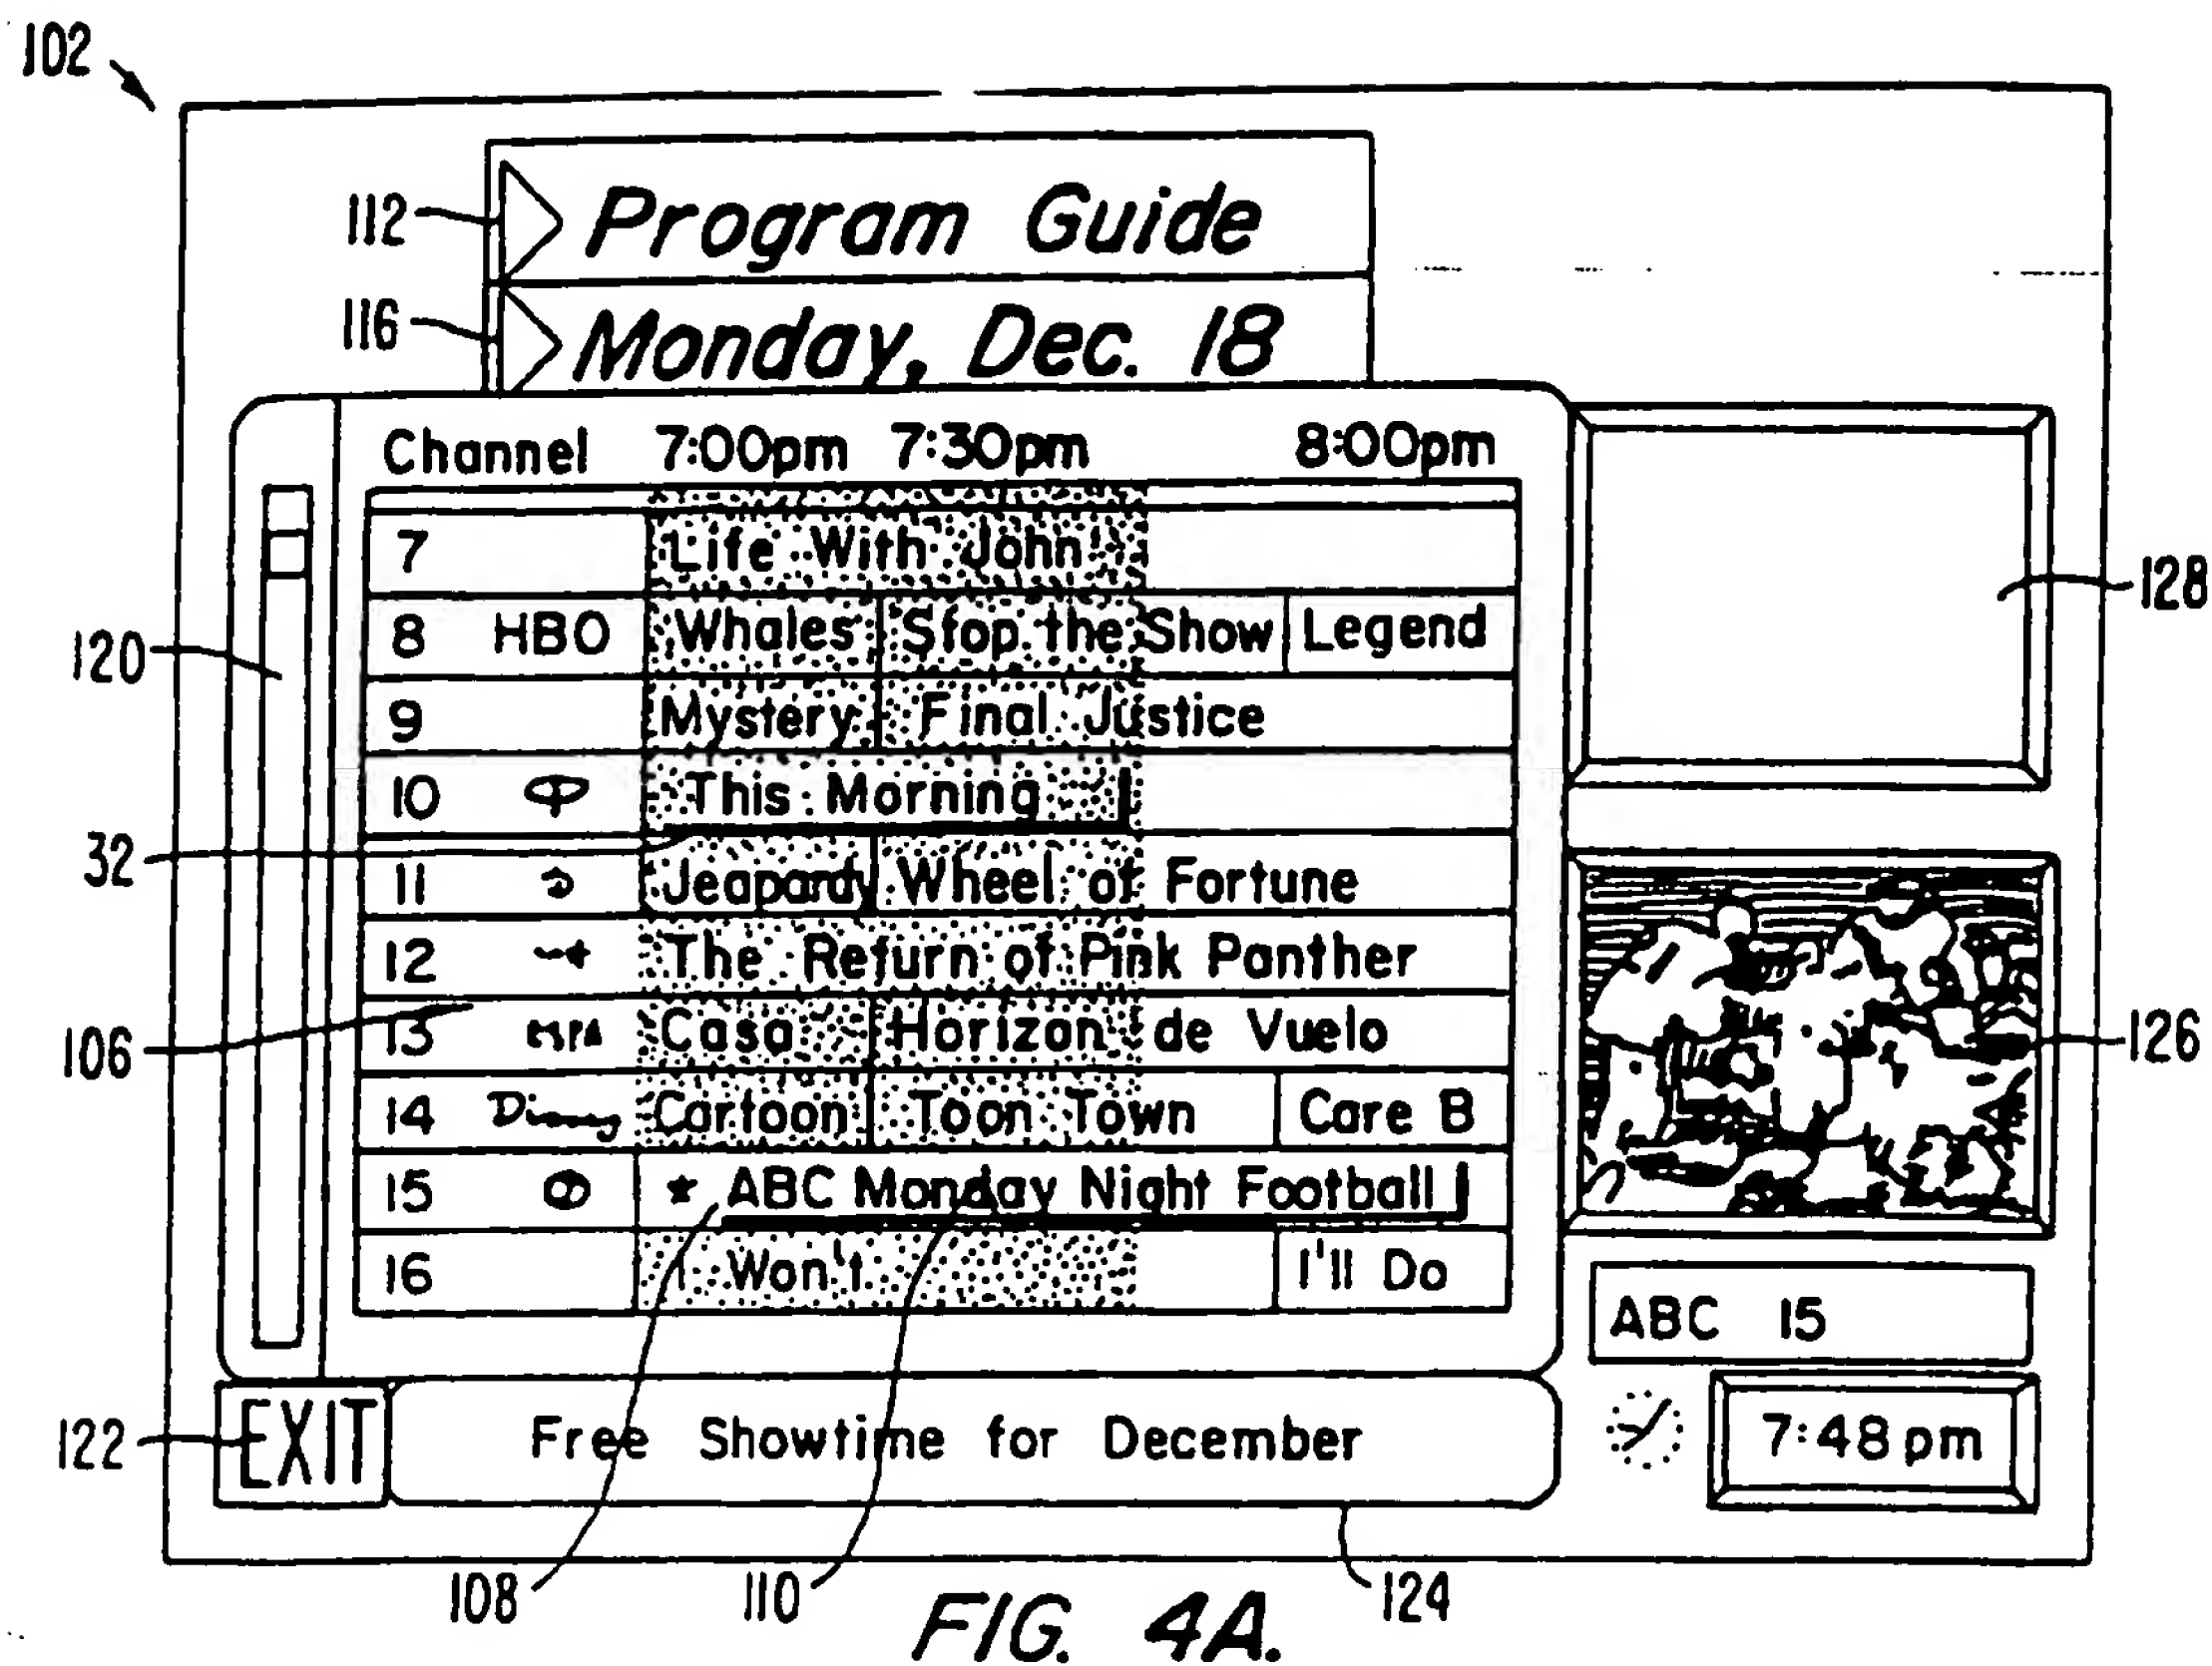 102
112 Program Guide
116 Monday, Dec. 18
Channel 7:00pm 7:30pm 8:00pm
7 Life With John
8 HBO Whales Stop the Show Legend
128
120
9 Mystery Final Justice
10 This Morning
32
11 Jeapardy Wheel of Fortune
12 The Return of Pink Panther
106
13 Casa Horizon de Vuelo
126
14 Disney Cartoon Toon Town Care B
15 ★ ABC Monday Night Football
16 I Won't I'll Do
ABC 15
122 EXIT Free Showtime for December
7:48 pm
108 110 124
FIG. 4A.